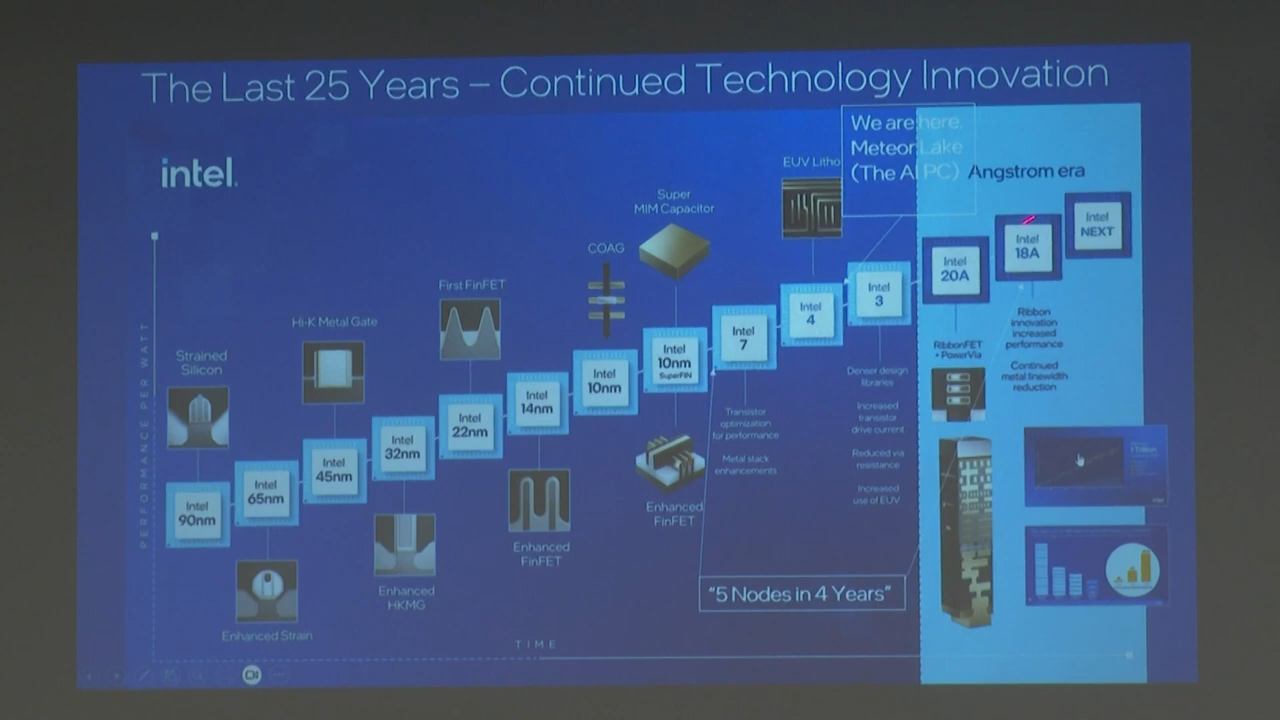 The Last 25 Years – Continued Technology Innovation
intel.
We are here.
Meteor Lake
(The AI PC)
Angstrom era
PERFORMANCE PER WATT
TIME
Strained
Silicon
Intel
90nm
Intel
65nm
Enhanced Strain
Hi-K Metal Gate
Intel
45nm
Intel
32nm
Enhanced
HKMG
First FinFET
Intel
22nm
Intel
14nm
Enhanced
FinFET
COAG
Intel
10nm
Super
MIM Capacitor
Intel
10nm
SuperFIN
Enhanced
FinFET
Intel
7
Transistor
optimization
for performance
Metal stack
enhancements
EUV Litho
Intel
4
Intel
3
Denser design
libraries
Increased
transistor
drive current
Reduced via
resistance
Increased
use of EUV
"5 Nodes in 4 Years"
Intel
20A
RibbonFET
+ PowerVia
Intel
18A
Ribbon
innovation
increased
performance
Continued
metal linewidth
reduction
Intel
NEXT